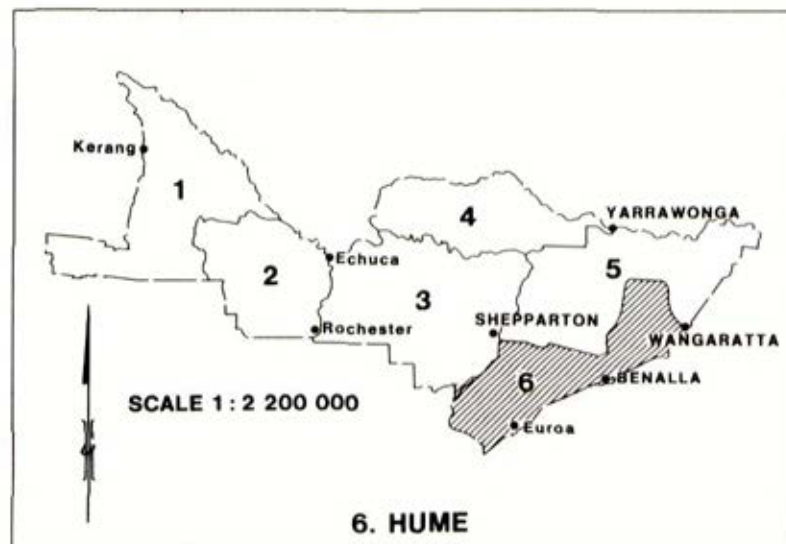 Kerang
1
4
YARRAWONGA
2
Echuca
5
3
SHEPPARTON
Rochester
WANGARATTA
6
BENALLA
SCALE 1 : 2 200 000
Euroa
6. HUME